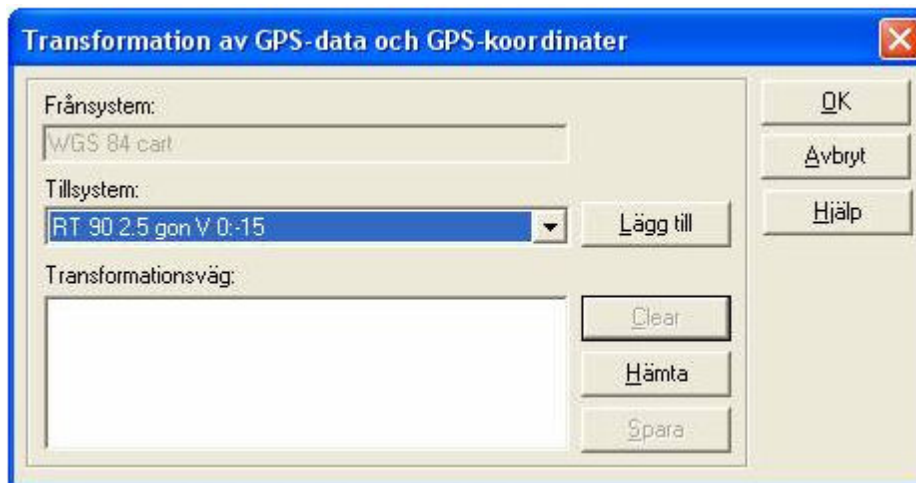 Transformation av GPS-data och GPS-koordinater
Frånsystem:
WGS 84 cart
Tillsystem:
RT 90 2.5 gon V 0:-15
Lägg till
Transformationsväg:
Clear
Hämta
Spara
OK
Avbryt
Hjälp